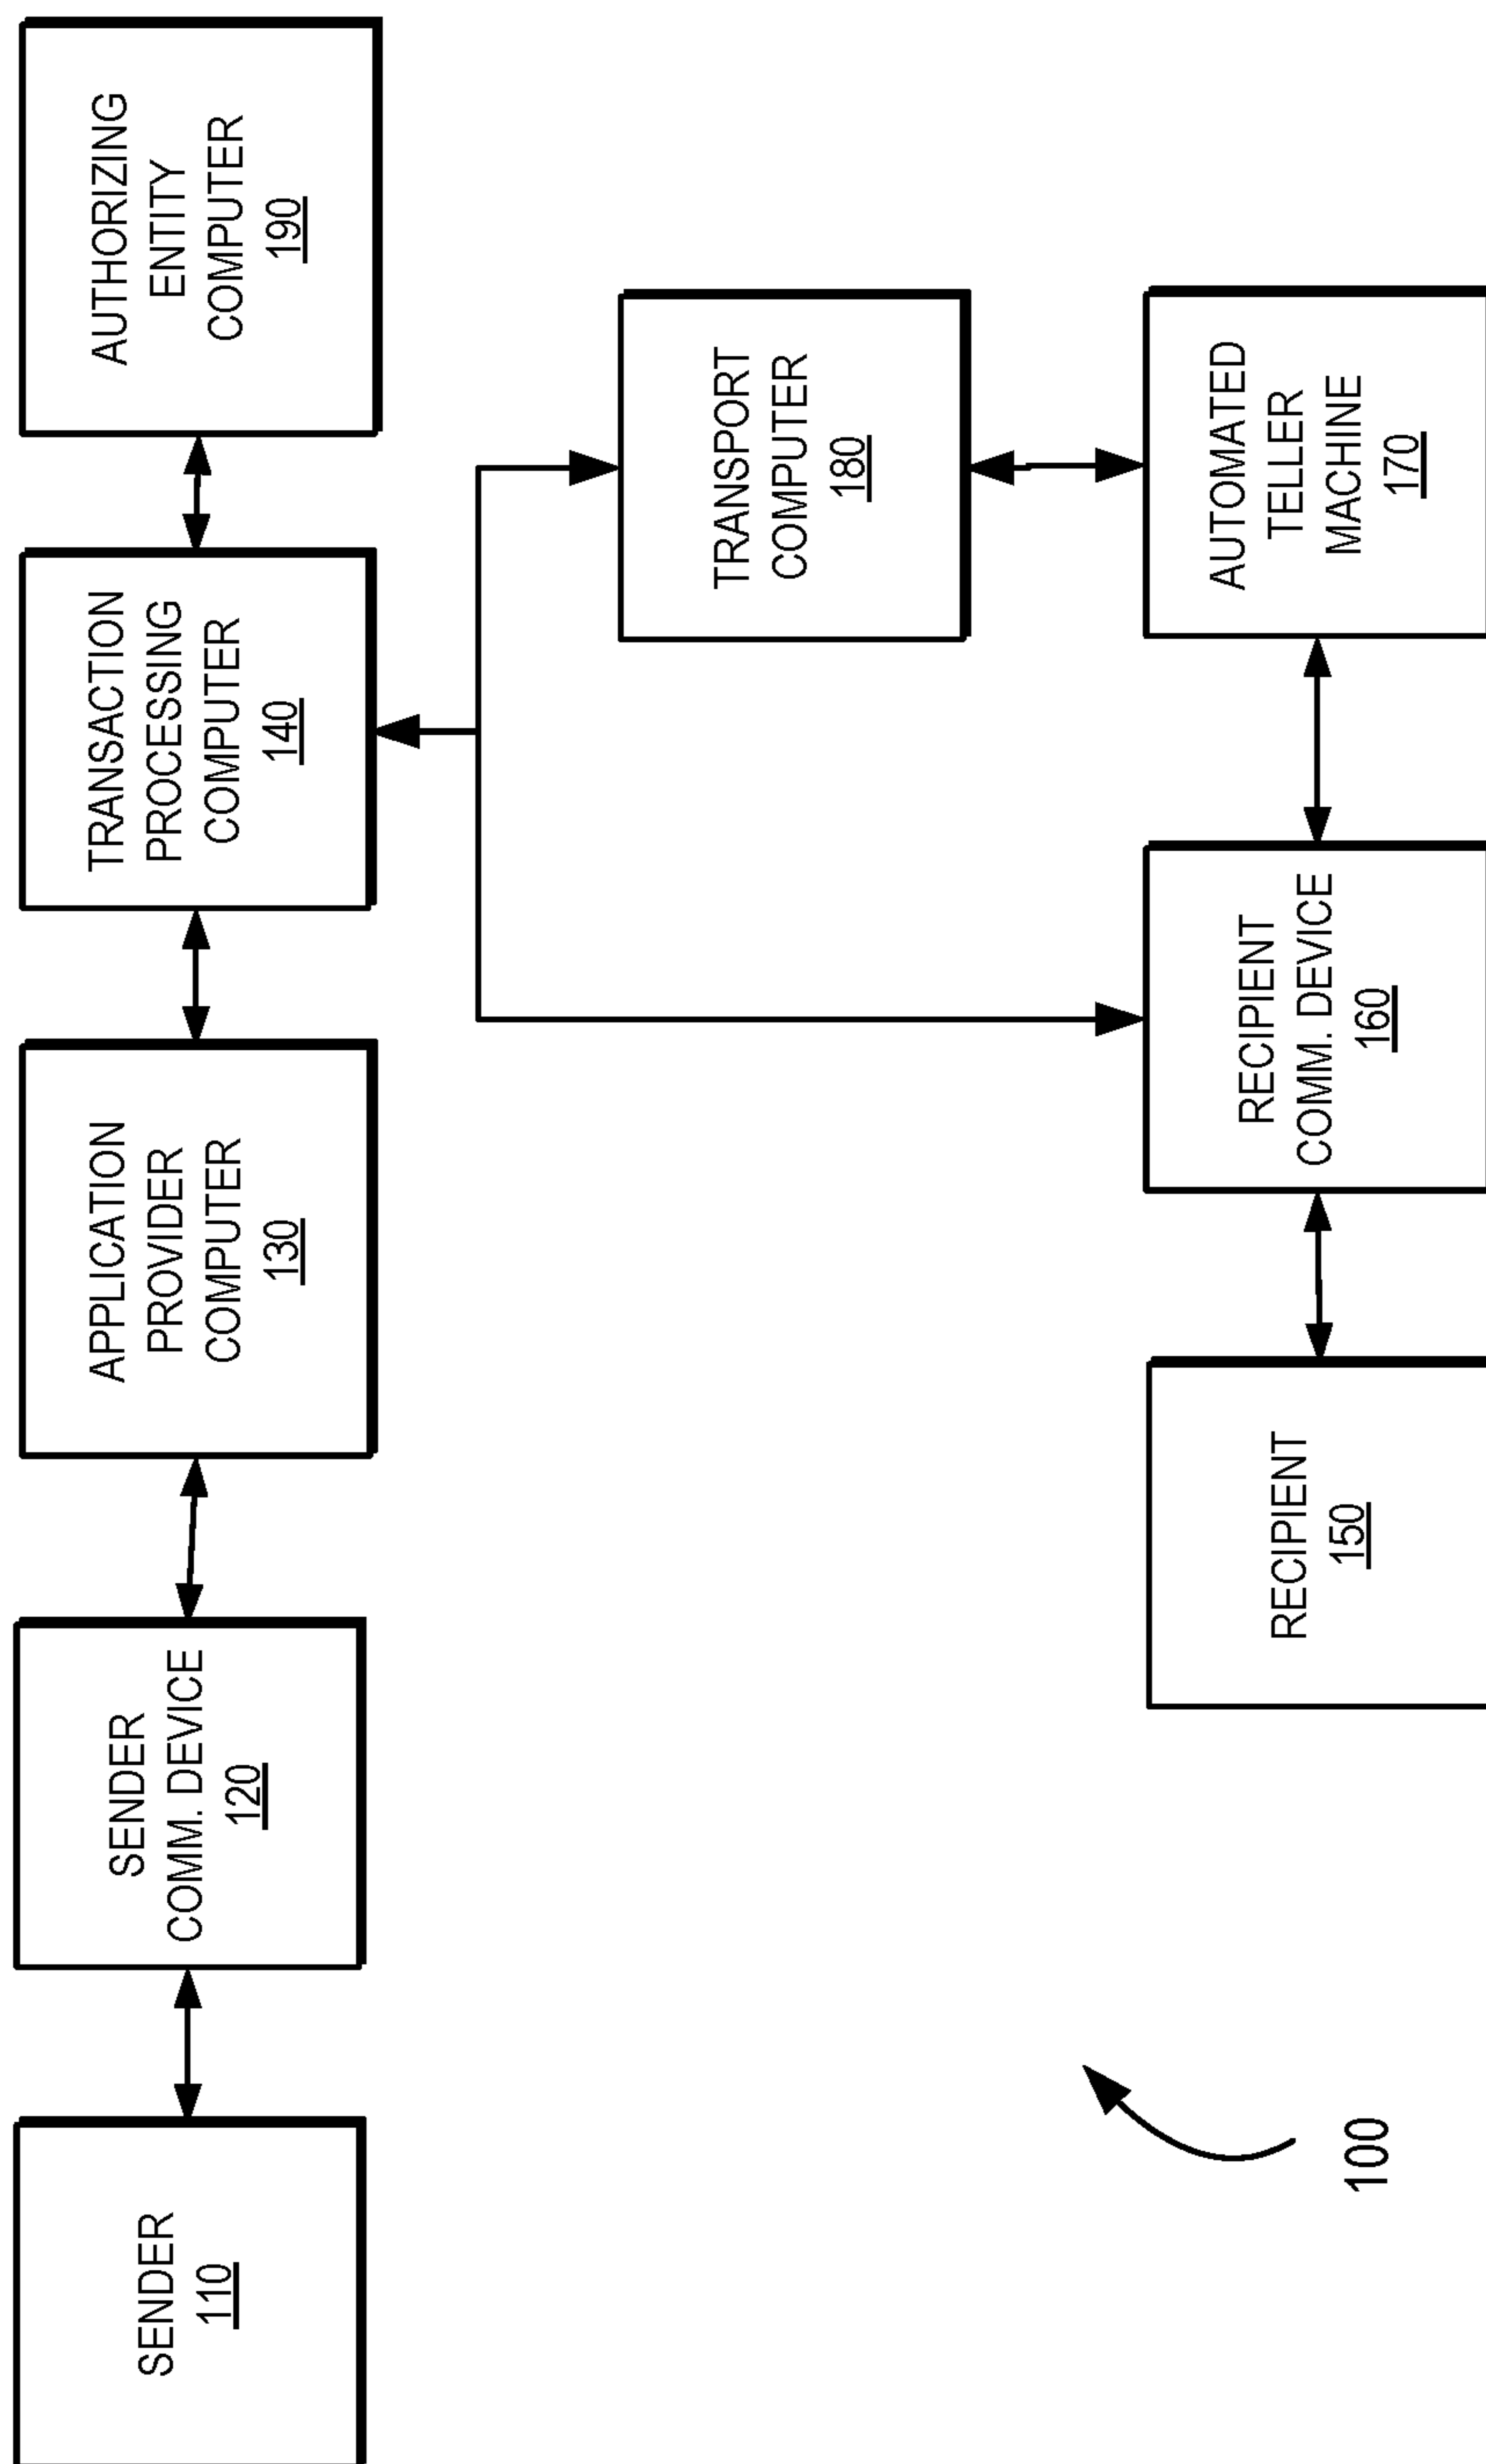 SENDER
110
SENDER
COMM. DEVICE
120
APPLICATION
PROVIDER
COMPUTER
130
TRANSACTION
PROCESSING
COMPUTER
140
AUTHORIZING
ENTITY
COMPUTER
190
TRANSPORT
COMPUTER
180
RECIPIENT
150
RECIPIENT
COMM. DEVICE
160
AUTOMATED
TELLER
MACHINE
170
100